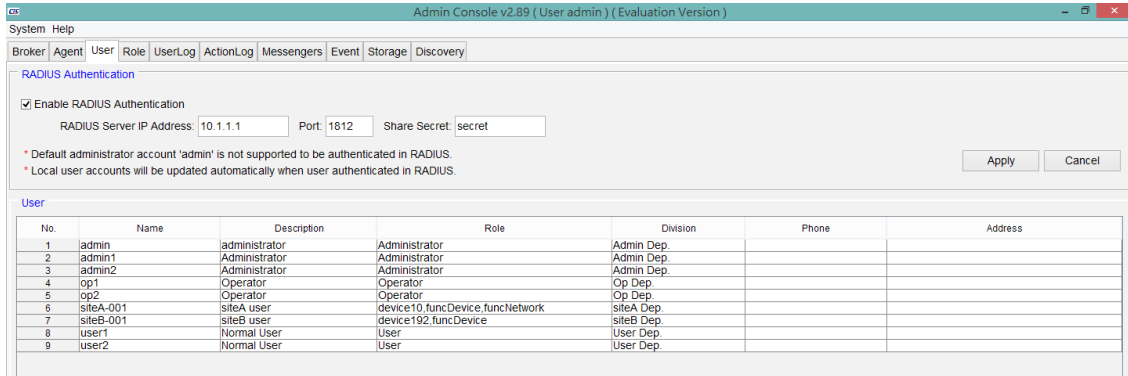 Admin Console v2.89 ( User admin ) ( Evaluation Version )
System Help
Broker Agent User Role UserLog ActionLog Messengers Event Storage Discovery
RADIUS Authentication
Enable RADIUS Authentication
RADIUS Server IP Address: 10.1.1.1 Port: 1812 Share Secret: secret
* Default administrator account 'admin' is not supported to be authenticated in RADIUS.
* Local user accounts will be updated automatically when user authenticated in RADIUS.
Apply Cancel
User
No. Name Description Role Division Phone Address
1 admin administrator Administrator Admin Dep.
2 admin1 Administrator Administrator Admin Dep.
3 admin2 Administrator Administrator Admin Dep.
4 op1 Operator Operator Op Dep.
5 op2 Operator Operator Op Dep.
6 siteA-001 siteA user device10,funcDevice,funcNetwork siteA Dep.
7 siteB-001 siteB user device192,funcDevice siteB Dep.
8 user1 Normal User User User Dep.
9 user2 Normal User User User Dep.